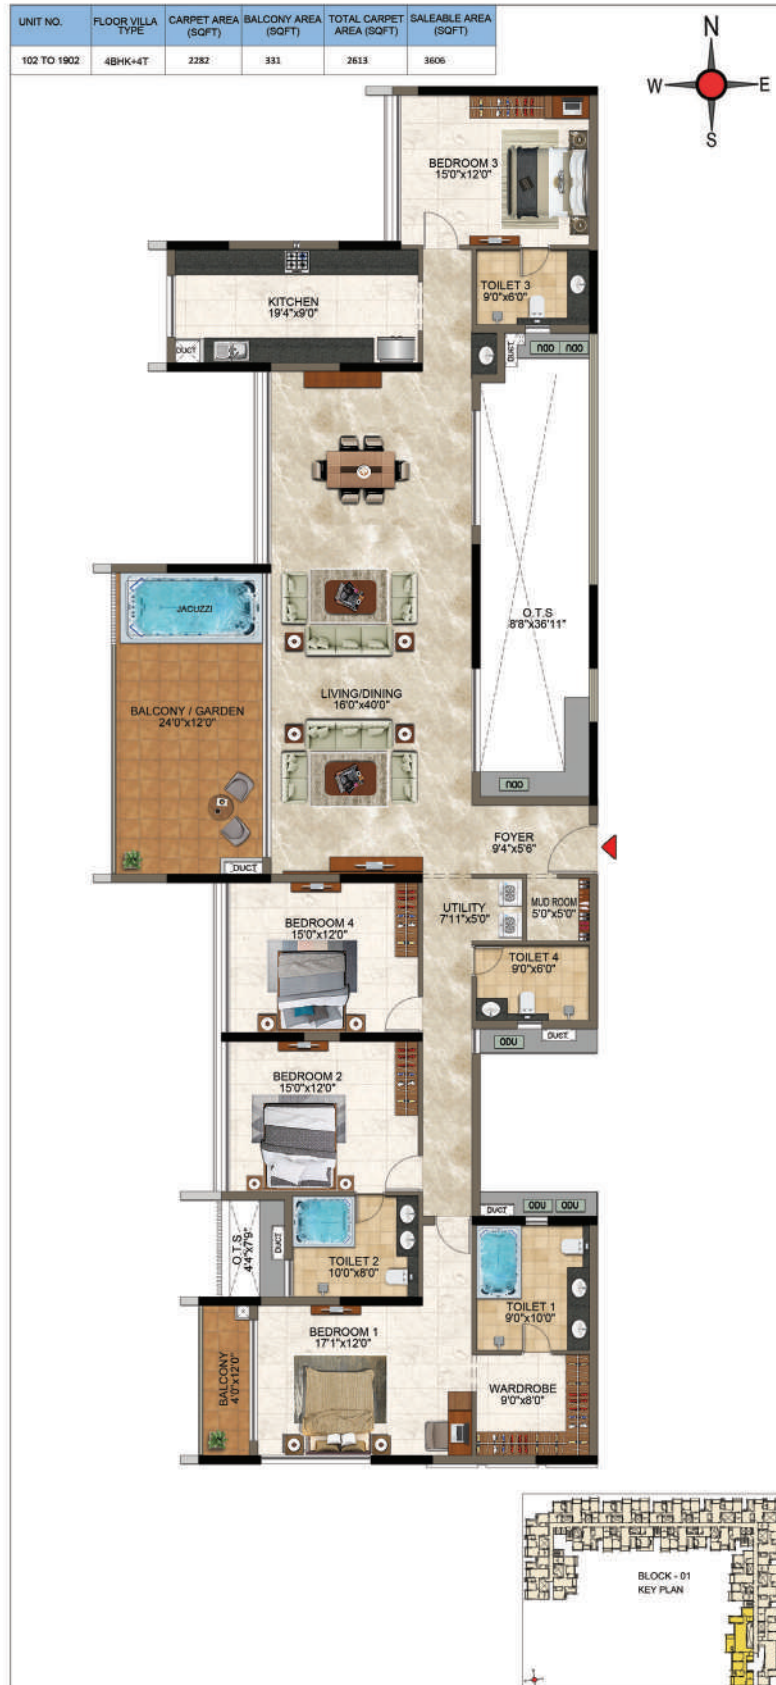 UNIT NO. FLOOR VILLA TYPE CARPET AREA (SQFT) BALCONY AREA (SQFT) TOTAL CARPET AREA (SQFT) SALEABLE AREA (SQFT)
102 TO 1902 4BHK+4T 2282 331 2613 3606
N
W E
S
BEDROOM 3
15'0"x12'0"
KITCHEN
19'4"x9'0"
TOILET 3
9'0"x6'0"
DUCT
DUCT
ODU ODU
JACUZZI
O.T.S
8'8"x36'11"
LIVING/DINING
16'0"x40'0"
BALCONY / GARDEN
24'0"x12'0"
ODU
FOYER
9'4"x5'6"
DUCT
UTILITY
7'11"x5'0"
MUD ROOM
5'0"x5'0"
BEDROOM 4
15'0"x12'0"
TOILET 4
9'0"x6'0"
ODU
DUCT
BEDROOM 2
15'0"x12'0"
DUCT
ODU ODU
O.T.S
4'4"x7'9"
DUCT
TOILET 2
10'0"x8'0"
TOILET 1
9'0"x10'0"
BEDROOM 1
17'1"x12'0"
BALCONY
4'0"x12'0"
WARDROBE
9'0"x8'0"
BLOCK - 01
KEY PLAN